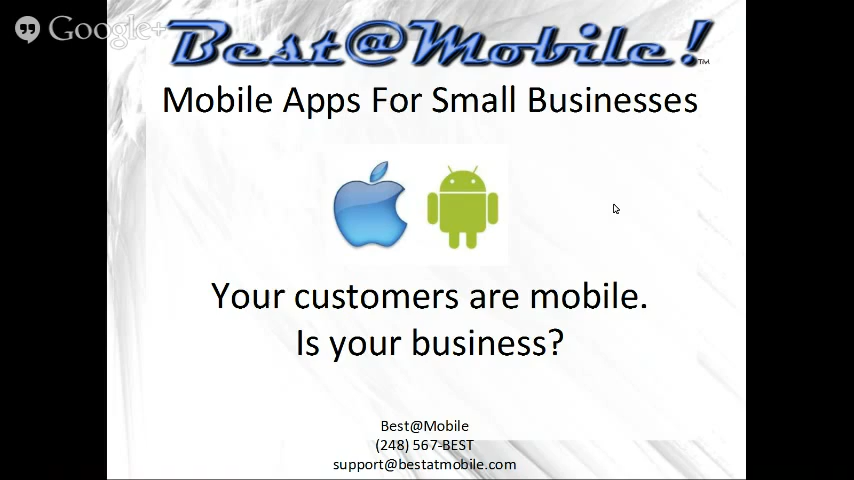 Google+
Best@Mobile!™
Mobile Apps For Small Businesses
Your customers are mobile.
Is your business?
Best@Mobile
(248) 567-BEST
support@bestatmobile.com